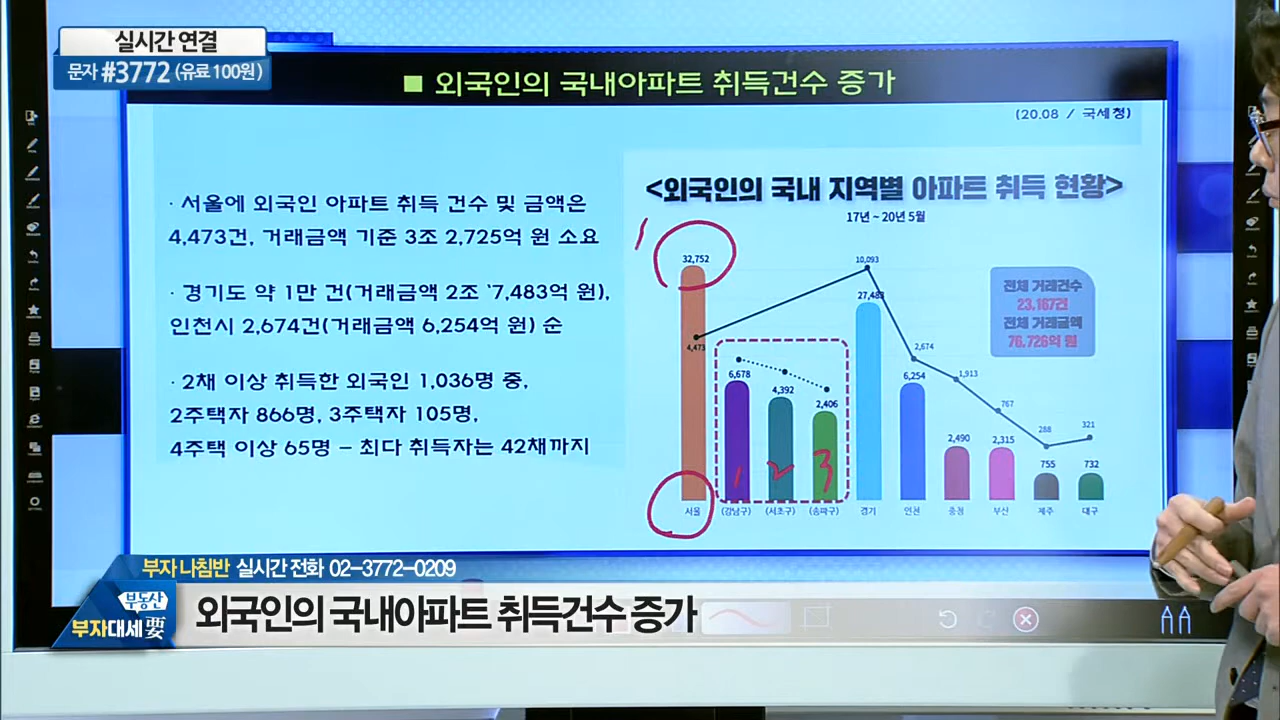 실시간 연결
문자 #3772 (유료 100원)
■ 외국인의 국내아파트 취득건수 증가
(20.08 / 국세청)
· 서울에 외국인 아파트 취득 건수 및 금액은
4,473건, 거래금액 기준 3조 2,725억 원 소요
· 경기도 약 1만 건(거래금액 2조 '7,483억 원),
인천시 2,674건(거래금액 6,254억 원) 순
· 2채 이상 취득한 외국인 1,036명 중,
2주택자 866명, 3주택자 105명,
4주택 이상 65명 – 최다 취득자는 42채까지
<외국인의 국내 지역별 아파트 취득 현황>
17년 ~ 20년 5월
1
32,752
10,093
전체 거래건수
23,167건
전체 거래금액
76,726억 원
27,483
4,473
2,674
6,678
4,392
2,406
6,254
1,913
767
288
321
2,490
2,315
755
732
1 2 3
서울 (강남구) (서초구) (송파구) 경기 인천 충청 부산 제주 대구
부자 나침반 실시간 전화 02-3772-0209
부동산
부자대세 要
외국인의 국내아파트 취득건수 증가